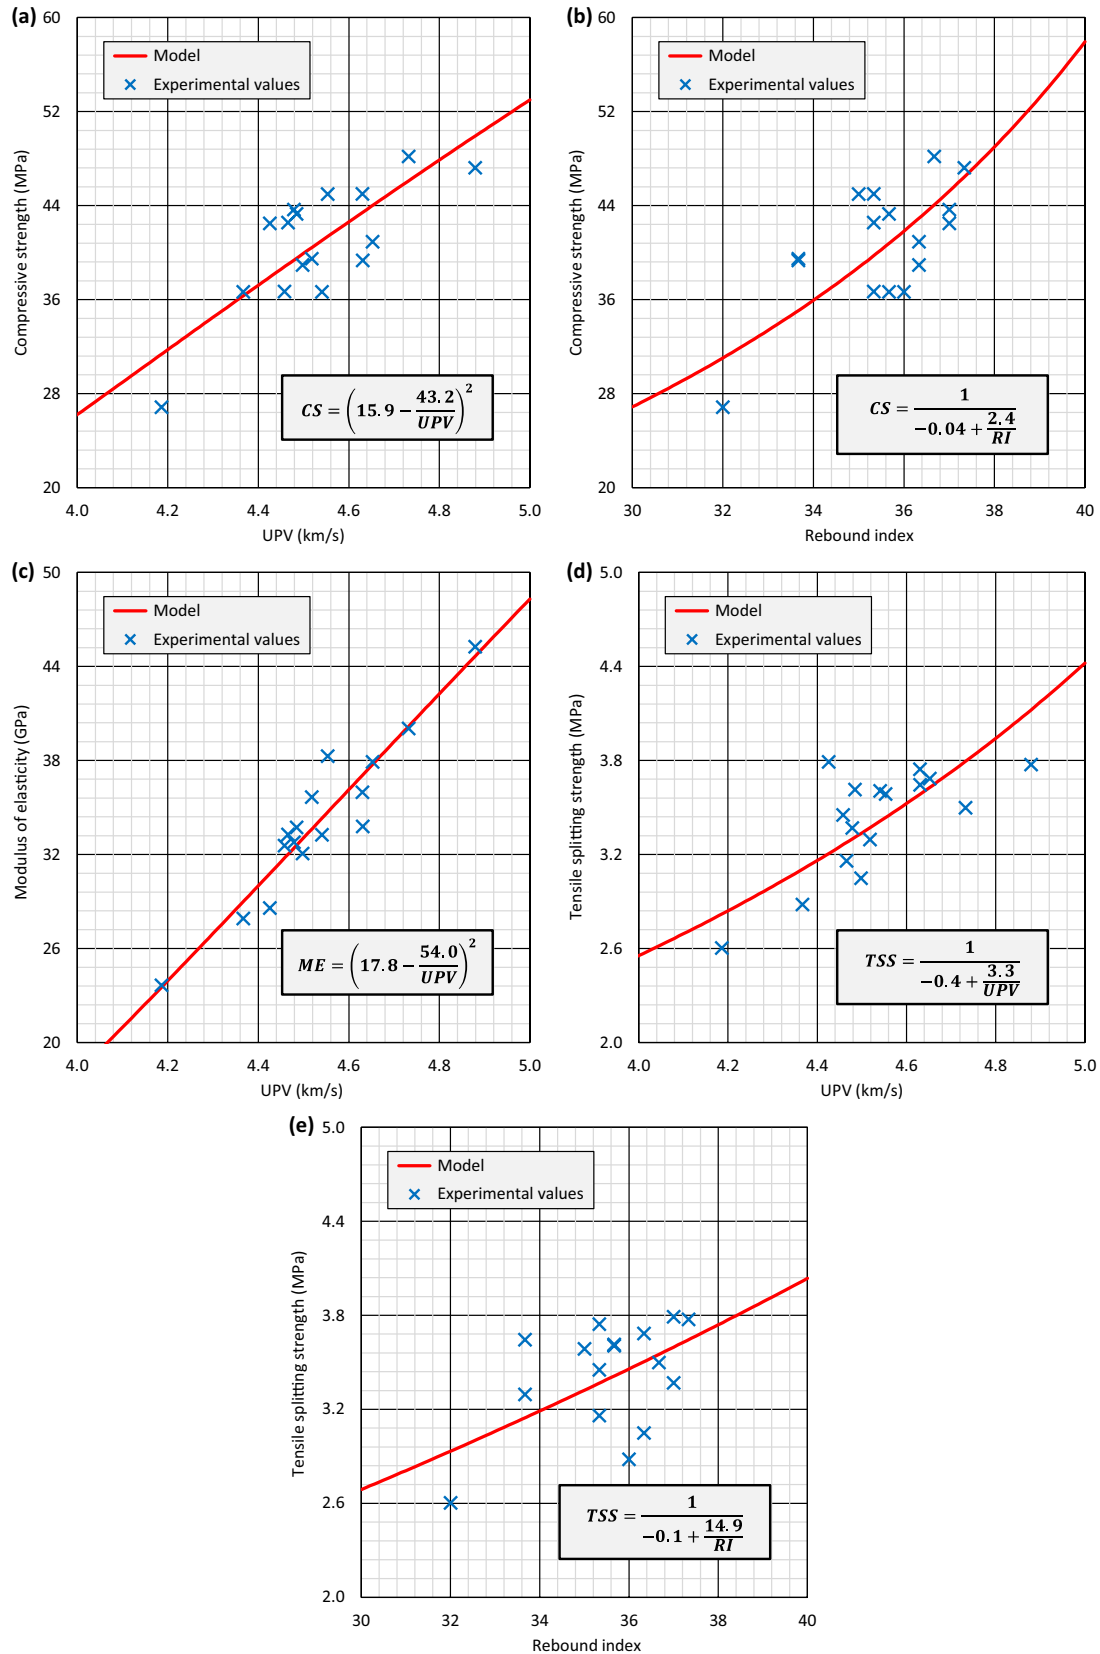 (a)
60
52
44
36
28
20
Compressive strength (MPa)
Model
Experimental values
CS = (15.9 − 43.2/UPV)²
4.0 4.2 4.4 4.6 4.8 5.0
UPV (km/s)
(b)
60
52
44
36
28
20
Compressive strength (MPa)
Model
Experimental values
CS = 1/(−0.04 + 2.4/RI)
30 32 34 36 38 40
Rebound index
(c)
50
44
38
32
26
20
Modulus of elasticity (GPa)
Model
Experimental values
ME = (17.8 − 54.0/UPV)²
4.0 4.2 4.4 4.6 4.8 5.0
UPV (km/s)
(d)
5.0
4.4
3.8
3.2
2.6
2.0
Tensile splitting strength (MPa)
Model
Experimental values
TSS = 1/(−0.4 + 3.3/UPV)
4.0 4.2 4.4 4.6 4.8 5.0
UPV (km/s)
(e)
5.0
4.4
3.8
3.2
2.6
2.0
Tensile splitting strength (MPa)
Model
Experimental values
TSS = 1/(−0.1 + 14.9/RI)
30 32 34 36 38 40
Rebound index